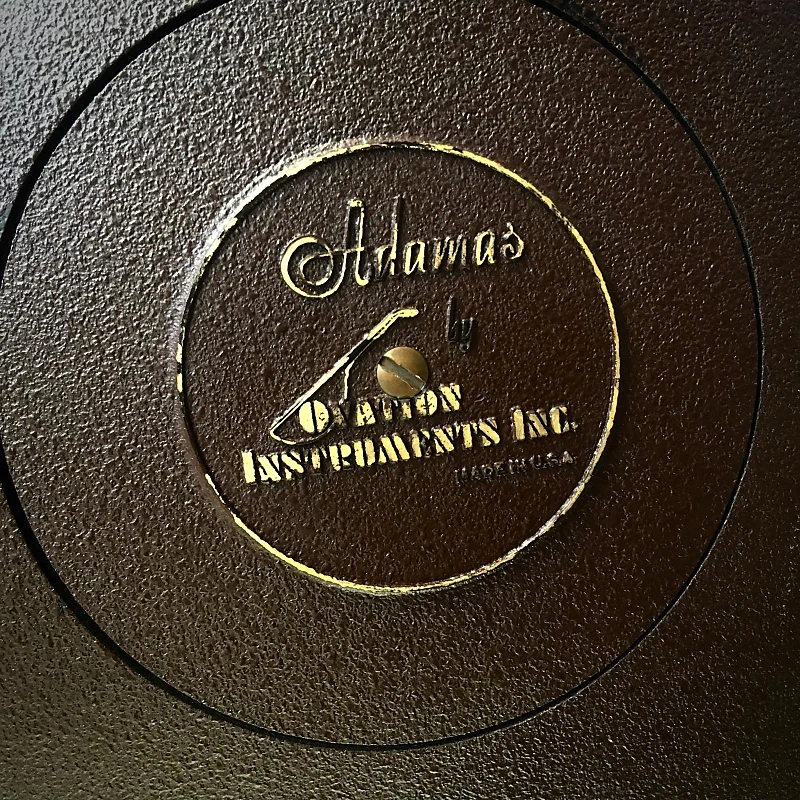 Adamas
by
OVATION
INSTRUMENTS INC.
MADE IN U.S.A.